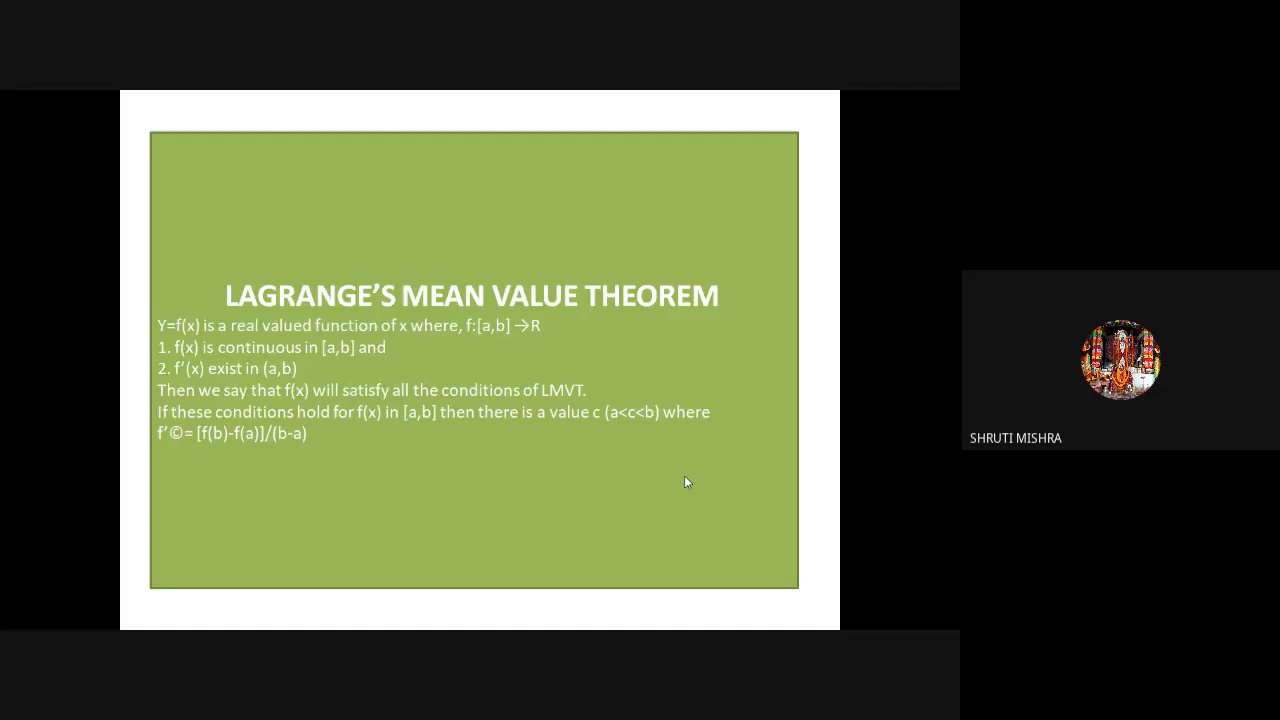 LAGRANGE’S MEAN VALUE THEOREM
Y=f(x) is a real valued function of x where, f:[a,b] →R
1. f(x) is continuous in [a,b] and
2. f’(x) exist in (a,b)
Then we say that f(x) will satisfy all the conditions of LMVT.
If these conditions hold for f(x) in [a,b] then there is a value c (a<c<b) where
f’©= [f(b)-f(a)]/(b-a)
SHRUTI MISHRA